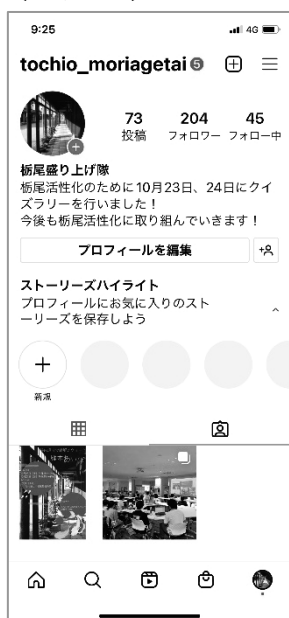 9:25 4G
tochio_moriagetai 5
73 204 45
投稿 フォロワー フォロー中
栃尾盛り上げ隊
栃尾活性化のために10月23日、24日にクイ
ズラリーを行いました！
今後も栃尾活性化に取り組んでいきます！
プロフィールを編集
ストーリーズハイライト
プロフィールにお気に入りのスト
ーリーズを保存しよう
新規